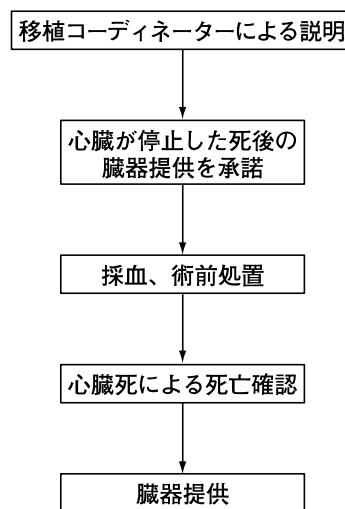 移植コーディネーターによる説明
心臓が停止した死後の
臓器提供を承諾
採血、術前処置
心臓死による死亡確認
臓器提供